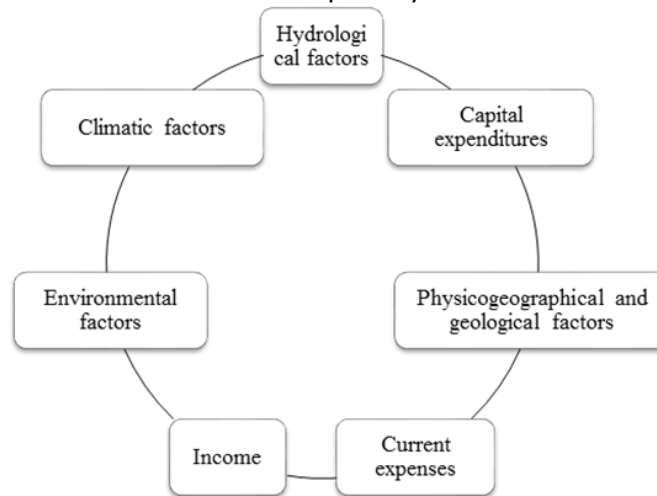 Hydrologi
cal factors
Climatic factors
Capital
expenditures
Environmental
factors
Physicogeographical and
geological factors
Income
Current
expenses